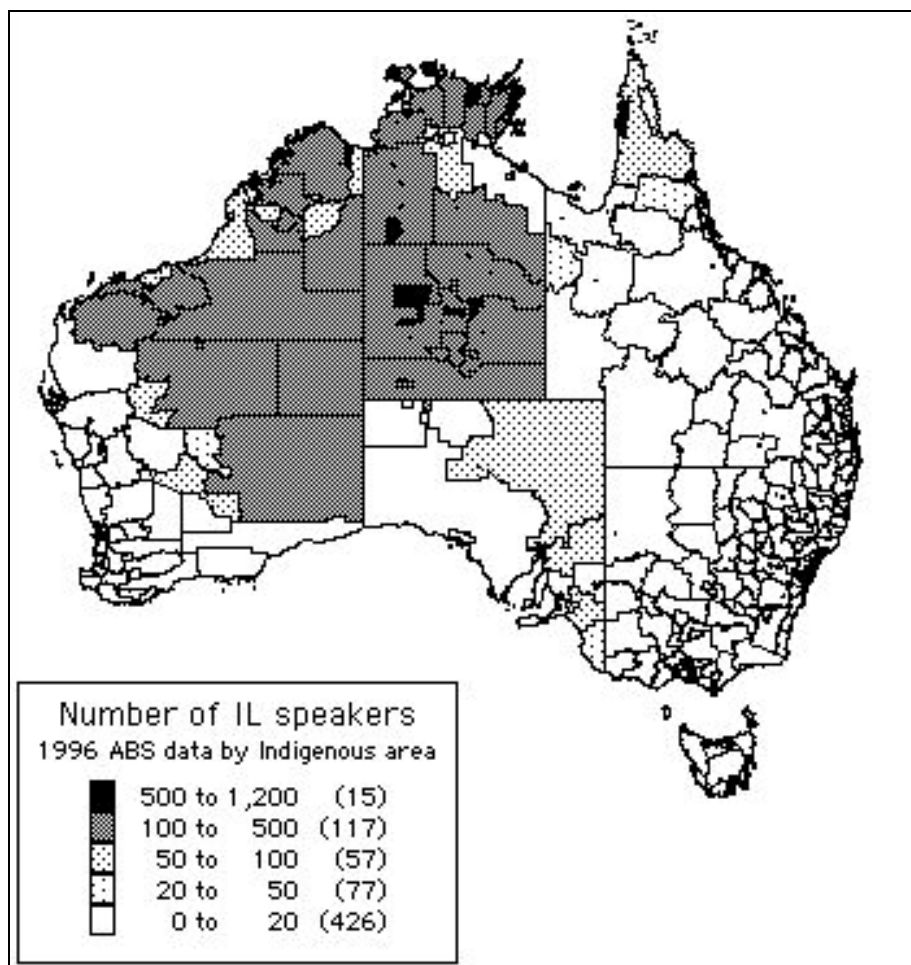 Number of IL speakers
1996 ABS data by Indigenous area
500 to 1,200 (15)
100 to 500 (117)
50 to 100 (57)
20 to 50 (77)
0 to 20 (426)